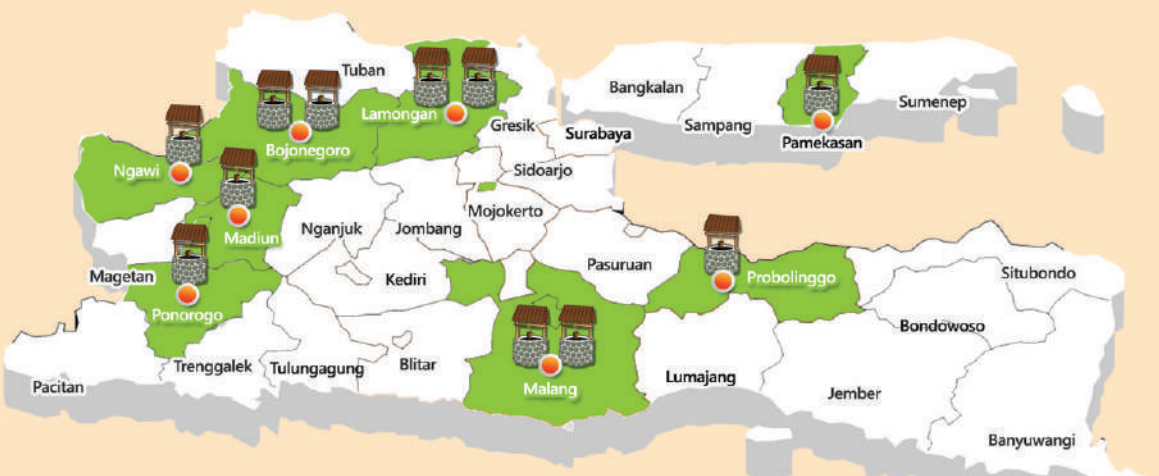 Tuban
Bangkalan
Sampang
Sumenep
Pamekasan
Lamongan
Gresik
Surabaya
Bojonegoro
Ngawi
Sidoarjo
Madiun
Nganjuk
Jombang
Mojokerto
Magetan
Kediri
Pasuruan
Probolinggo
Situbondo
Ponorogo
Bondowoso
Pacitan
Trenggalek
Tulungagung
Blitar
Malang
Lumajang
Jember
Banyuwangi